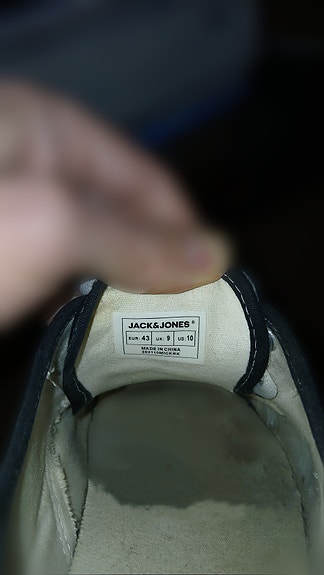 JACK&JONES®
EUR: 43 UK: 9 US: 10
MADE IN CHINA